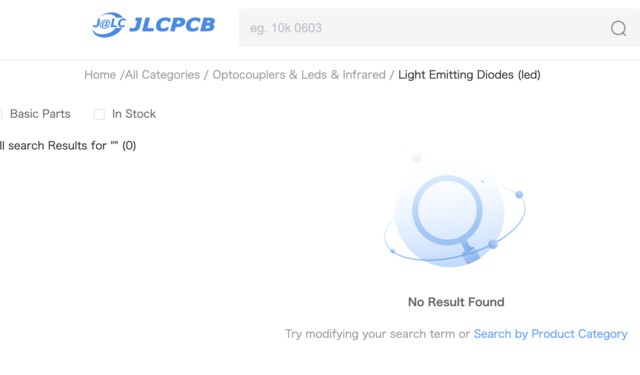 J@LC JLCPCB
eg. 10k 0603
Home /All Categories / Optocouplers & Leds & Infrared / Light Emitting Diodes (led)
Basic Parts In Stock
ll search Results for "" (0)
No Result Found
Try modifying your search term or Search by Product Category